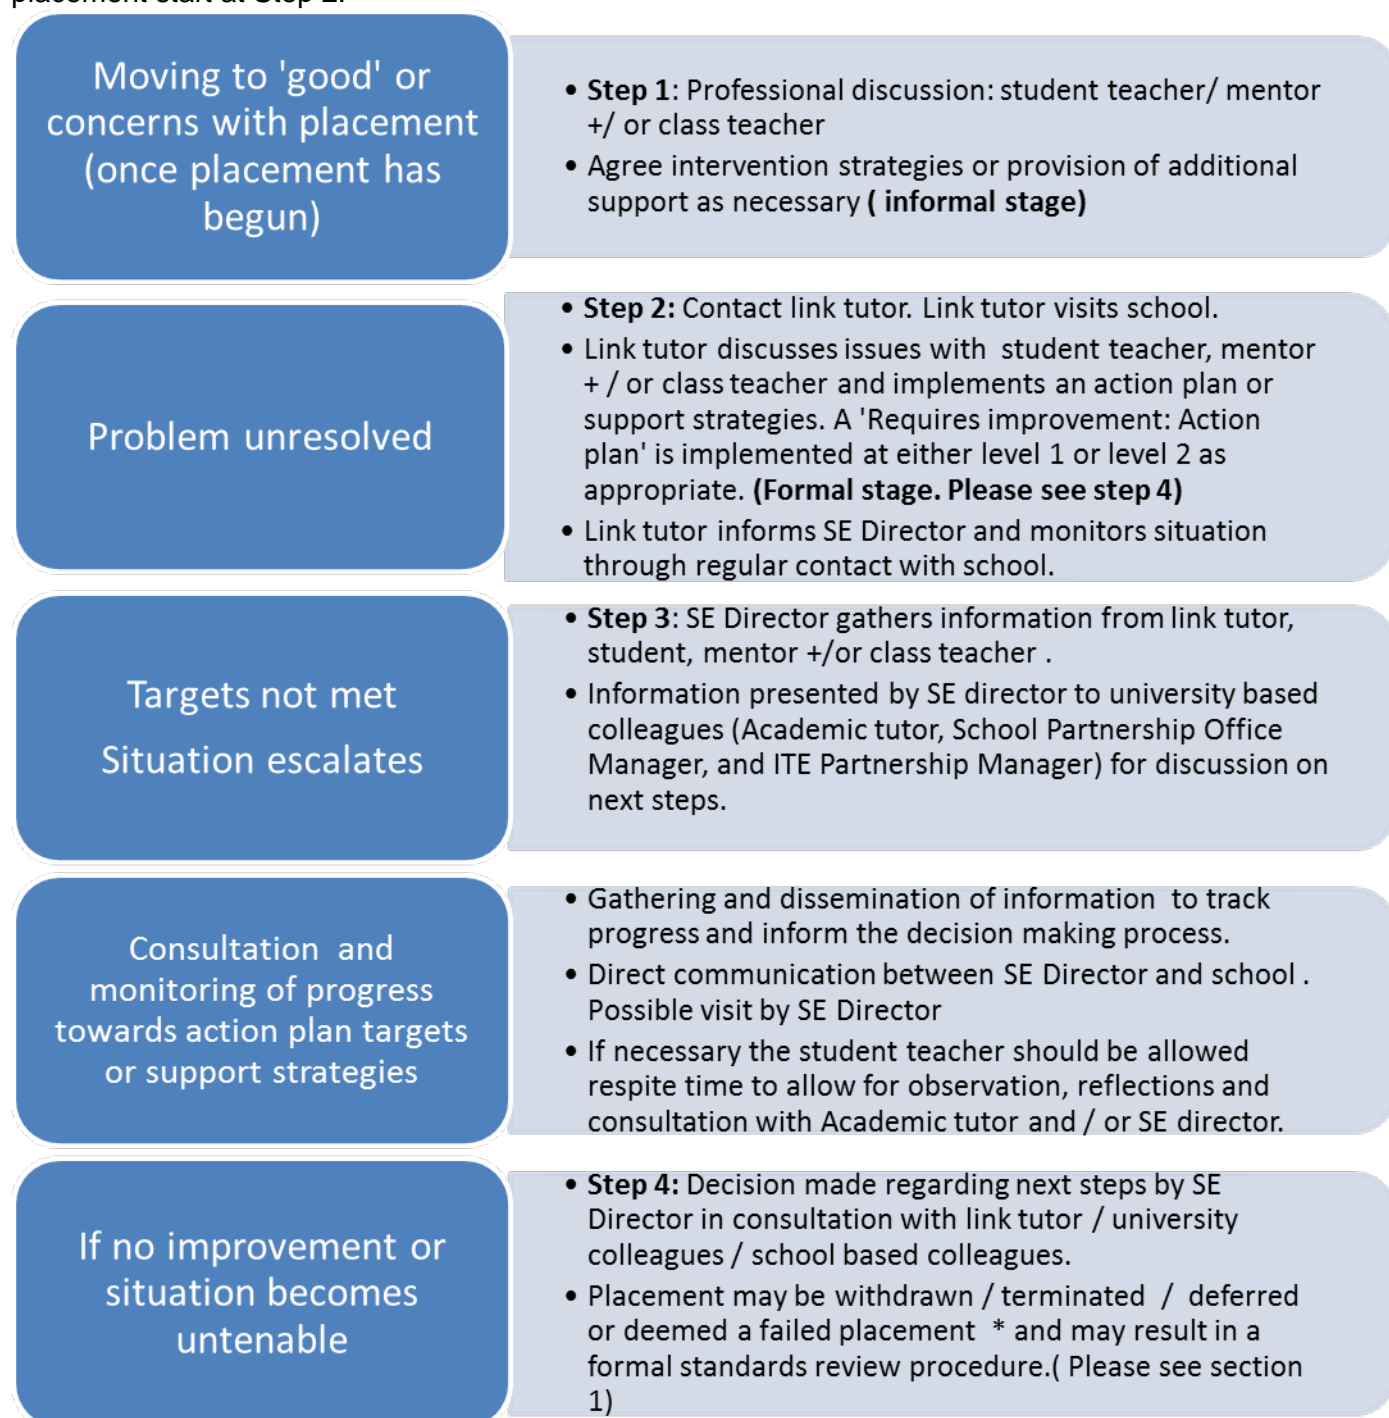 placement start at Step 2.
Moving to 'good' or
concerns with placement
(once placement has
begun)
• Step 1: Professional discussion: student teacher/ mentor
+/ or class teacher
• Agree intervention strategies or provision of additional
support as necessary ( informal stage)
Problem unresolved
• Step 2: Contact link tutor. Link tutor visits school.
• Link tutor discusses issues with student teacher, mentor
+ / or class teacher and implements an action plan or
support strategies. A 'Requires improvement: Action
plan' is implemented at either level 1 or level 2 as
appropriate. (Formal stage. Please see step 4)
• Link tutor informs SE Director and monitors situation
through regular contact with school.
Targets not met
Situation escalates
• Step 3: SE Director gathers information from link tutor,
student, mentor +/or class teacher .
• Information presented by SE director to university based
colleagues (Academic tutor, School Partnership Office
Manager, and ITE Partnership Manager) for discussion on
next steps.
Consultation and
monitoring of progress
towards action plan targets
or support strategies
• Gathering and dissemination of information to track
progress and inform the decision making process.
• Direct communication between SE Director and school .
Possible visit by SE Director
• If necessary the student teacher should be allowed
respite time to allow for observation, reflections and
consultation with Academic tutor and / or SE director.
If no improvement or
situation becomes
untenable
• Step 4: Decision made regarding next steps by SE
Director in consultation with link tutor / university
colleagues / school based colleagues.
• Placement may be withdrawn / terminated / deferred
or deemed a failed placement * and may result in a
formal standards review procedure.( Please see section
1)